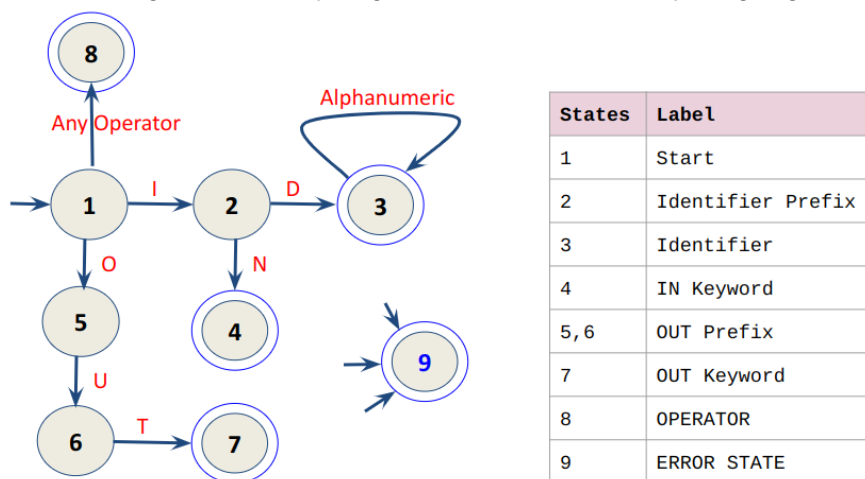 8
Any Operator
Alphanumeric
1
I
2
D
3
O
N
5
4
9
U
6
T
7
States Label
1 Start
2 Identifier Prefix
3 Identifier
4 IN Keyword
5,6 OUT Prefix
7 OUT Keyword
8 OPERATOR
9 ERROR STATE